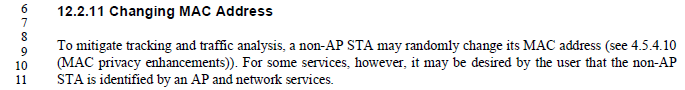 6 12.2.11 Changing MAC Address
7
8
9 To mitigate tracking and traffic analysis, a non-AP STA may randomly change its MAC address (see 4.5.4.10
10 (MAC privacy enhancements)). For some services, however, it may be desired by the user that the non-AP
11 STA is identified by an AP and network services.